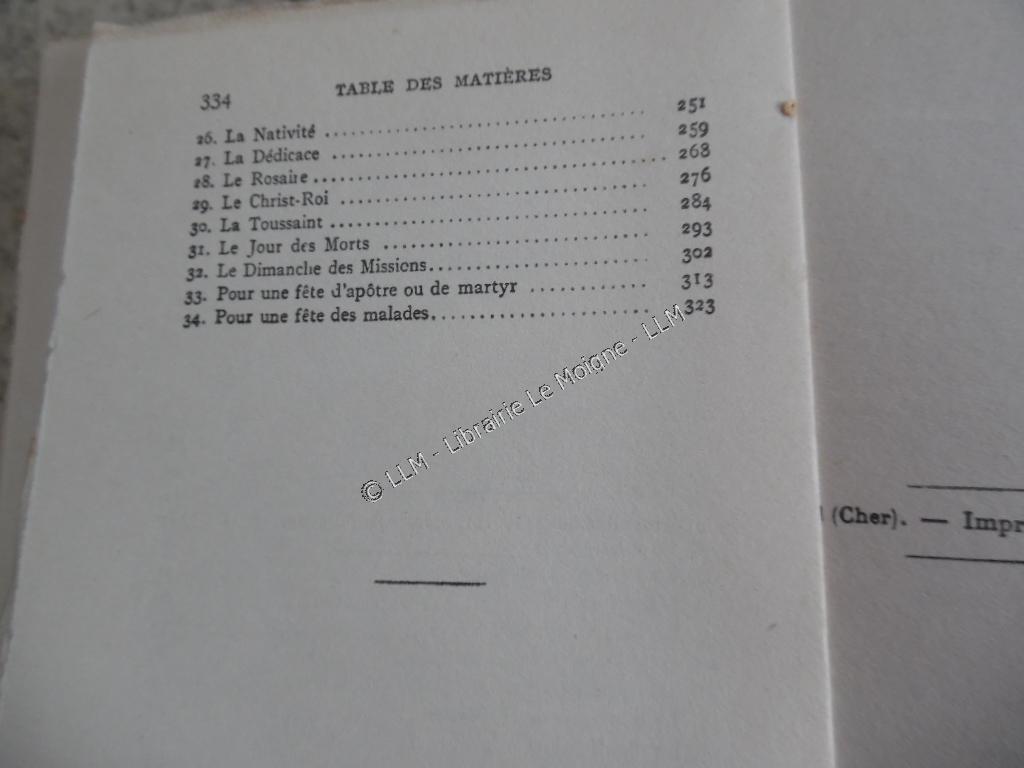 334 TABLE DES MATIÈRES
26. La Nativité .............................. 251
27. La Dédicace .............................. 259
28. Le Rosaire .............................. 268
29. Le Christ-Roi .............................. 276
30. La Toussaint .............................. 284
31. Le Jour des Morts .............................. 293
32. Le Dimanche des Missions .............................. 302
33. Pour une fête d'apôtre ou de martyr ............ 313
34. Pour une fête des malades ...................... 323
© LLM - Librairie Le Moigne - LLM
(Cher). — Impr